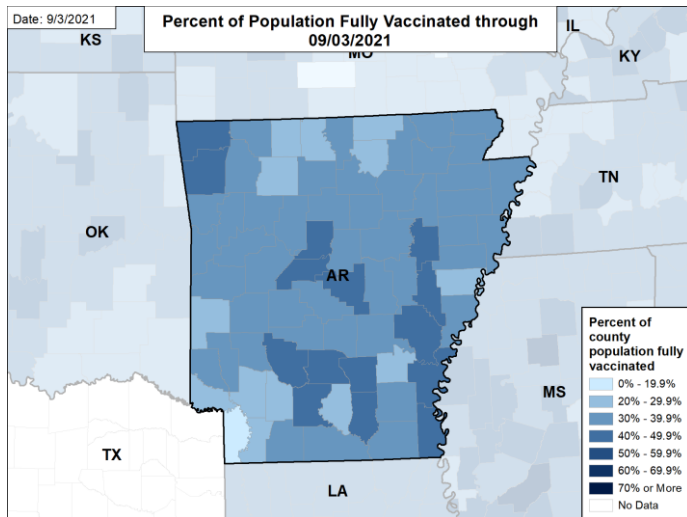 Date: 9/3/2021
Percent of Population Fully Vaccinated through
09/03/2021
IL
KS
MO
KY
TN
OK
AR
MS
TX
LA
Percent of
county
population fully
vaccinated
0% - 19.9%
20% - 29.9%
30% - 39.9%
40% - 49.9%
50% - 59.9%
60% - 69.9%
70% or More
No Data